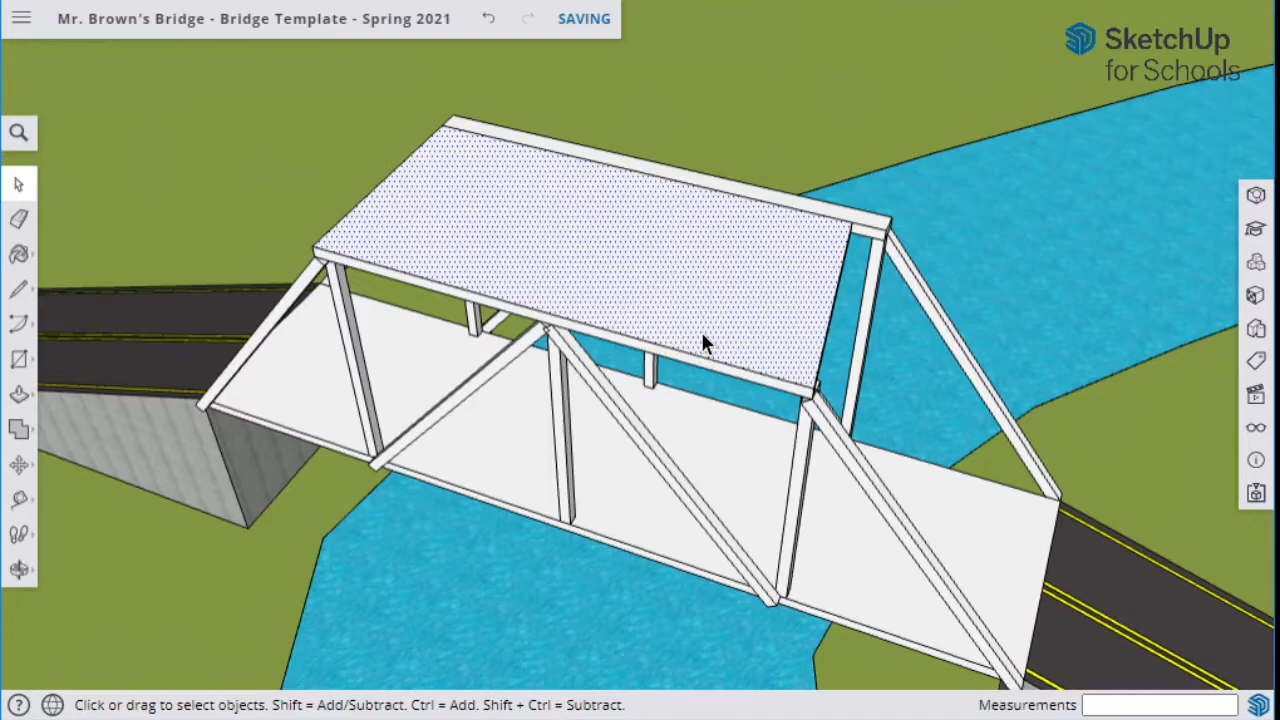 Mr. Brown's Bridge - Bridge Template - Spring 2021
SAVING
SketchUp
for Schools
Click or drag to select objects. Shift = Add/Subtract. Ctrl = Add. Shift + Ctrl = Subtract.
Measurements